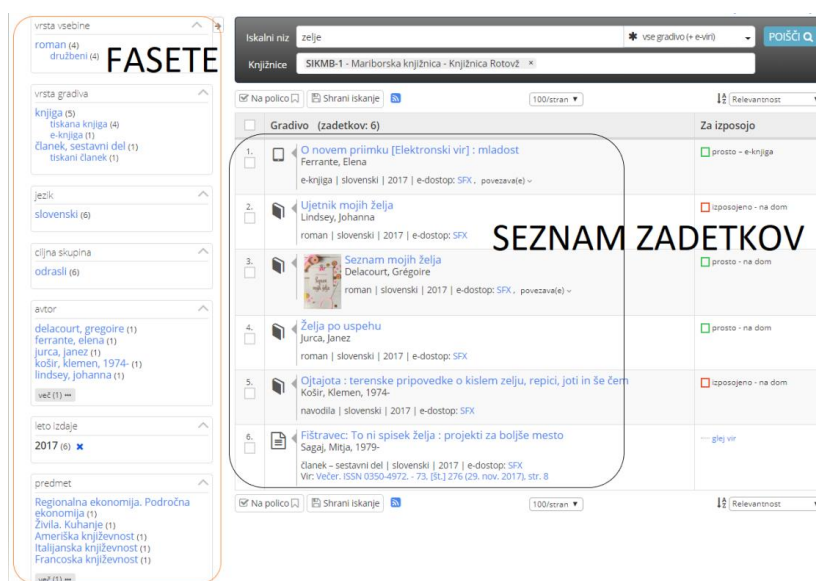 vrsta vsebine
roman (4)
družbeni (4)
FASETE
vrsta gradiva
knjiga (5)
tiskana knjiga (4)
e-knjiga (1)
članek, sestavni del (1)
tiskani članek (1)
jezik
slovenski (6)
ciljna skupina
odrasli (6)
avtor
delacourt, gregoire (1)
ferrante, elena (1)
jurca, janez (1)
košir, klemen, 1974- (1)
lindsey, johanna (1)
več (1)
leto izdaje
2017 (6)
predmet
Regionalna ekonomija. Področna
ekonomija (1)
Živila. Kuhanje (1)
Ameriška književnost (1)
Italijanska književnost (1)
Francoska književnost (1)
več (1)
Iskalni niz zelje vse gradivo (+ e-viri) POIŠČI
Knjižnice SIKMB-1 - Mariborska knjižnica - Knjižnica Rotovž ×
Na polico Shrani iskanje 100/stran Relevantnost
Gradivo (zadetkov: 6) Za izposojo
1. O novem priimku [Elektronski vir] : mladost
Ferrante, Elena
e-knjiga | slovenski | 2017 | e-dostop: SFX , povezava(e)
prosto – e-knjiga
2. Ujetnik mojih želja
Lindsey, Johanna
roman | slovenski | 2017 | e-dostop: SFX
izposojeno - na dom
SEZNAM ZADETKOV
3. Seznam mojih želja
Delacourt, Grégoire
roman | slovenski | 2017 | e-dostop: SFX , povezava(e)
prosto - na dom
4. Želja po uspehu
Jurca, Janez
roman | slovenski | 2017 | e-dostop: SFX
prosto - na dom
5. Ojtajota : terenske pripovedke o kislem zelju, repici, joti in še čem
Košir, Klemen, 1974-
navodila | slovenski | 2017 | e-dostop: SFX
izposojeno - na dom
6. Fištravec: To ni spisek želja : projekti za boljše mesto
Sagaj, Mitja, 1979-
članek – sestavni del | slovenski | 2017 | e-dostop: SFX
Vir: Večer. ISSN 0350-4972. - 73, [št.] 276 (29. nov. 2017), str. 8
glej vir
Na polico Shrani iskanje 100/stran Relevantnost